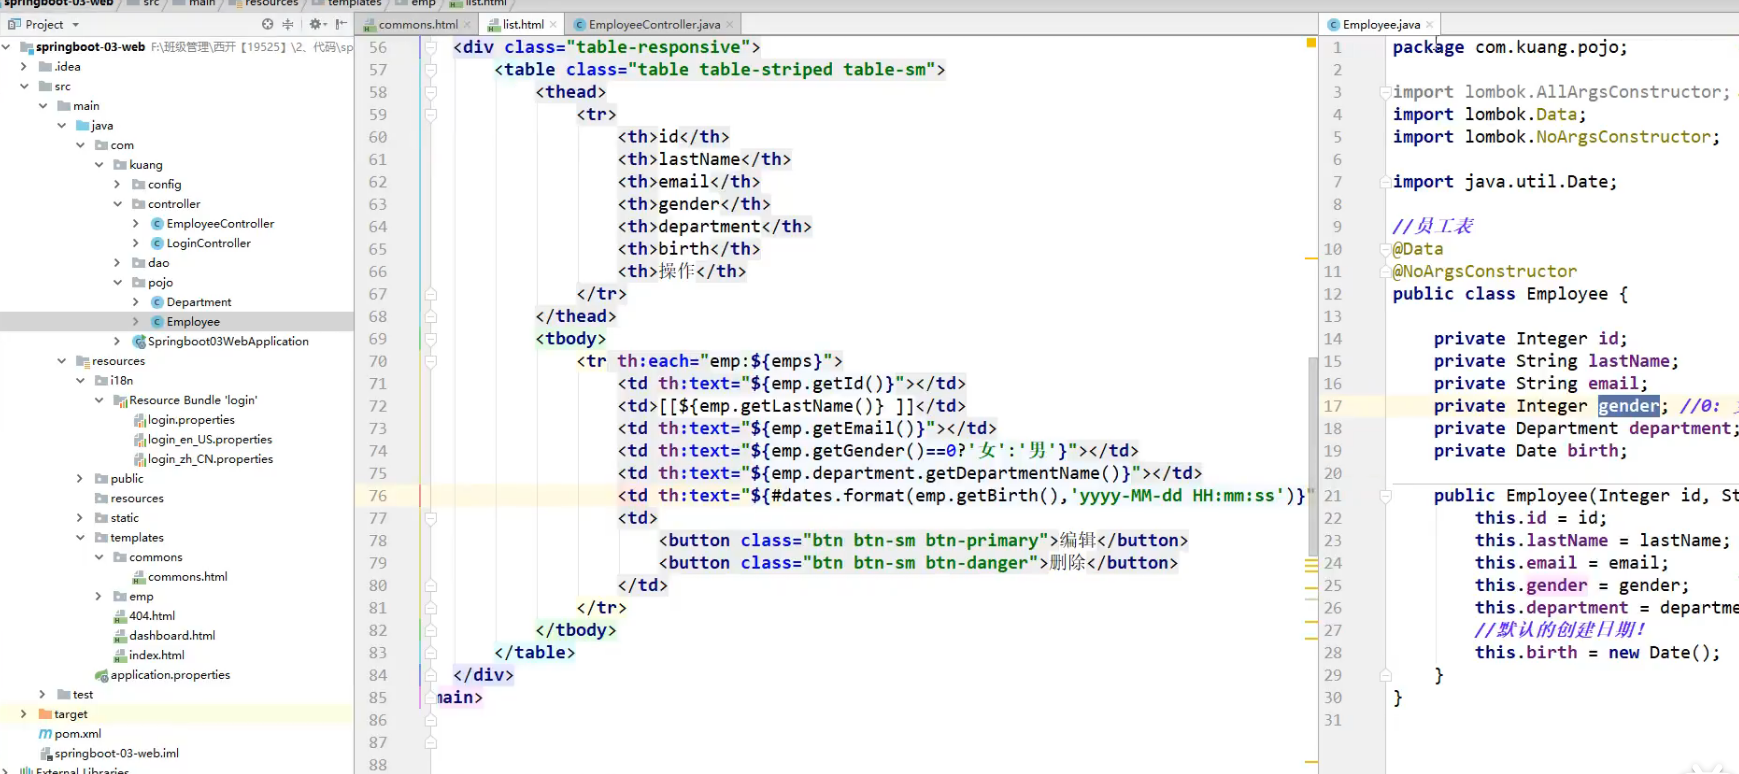 springboot-03-web src main resources templates emp list.html
Project
springboot-03-web F:\班级管理\西开【19525】\2、代码\sp
.idea
src
main
java
com
kuang
config
controller
EmployeeController
LoginController
dao
pojo
Department
Employee
Springboot03WebApplication
resources
i18n
Resource Bundle 'login'
login.properties
login_en_US.properties
login_zh_CN.properties
public
resources
static
templates
commons
commons.html
emp
404.html
dashboard.html
index.html
application.properties
test
target
pom.xml
springboot-03-web.iml
External Libraries
commons.html list.html EmployeeController.java
56 <div class="table-responsive">
57 <table class="table table-striped table-sm">
58 <thead>
59 <tr>
60 <th>id</th>
61 <th>lastName</th>
62 <th>email</th>
63 <th>gender</th>
64 <th>department</th>
65 <th>birth</th>
66 <th>操作</th>
67 </tr>
68 </thead>
69 <tbody>
70 <tr th:each="emp:${emps}">
71 <td th:text="${emp.getId()}"></td>
72 <td>[[${emp.getLastName()} ]]</td>
73 <td th:text="${emp.getEmail()}"></td>
74 <td th:text="${emp.getGender()==0?'女':'男'}"></td>
75 <td th:text="${emp.department.getDepartmentName()}"></td>
76 <td th:text="${#dates.format(emp.getBirth(),'yyyy-MM-dd HH:mm:ss')}"
77 <td>
78 <button class="btn btn-sm btn-primary">编辑</button>
79 <button class="btn btn-sm btn-danger">删除</button>
80 </td>
81 </tr>
82 </tbody>
83 </table>
84 </div>
85 main>
86
87
88
Employee.java
1 package com.kuang.pojo;
2
3 import lombok.AllArgsConstructor;
4 import lombok.Data;
5 import lombok.NoArgsConstructor;
6
7 import java.util.Date;
8
9 //员工表
10 @Data
11 @NoArgsConstructor
12 public class Employee {
13
14 private Integer id;
15 private String lastName;
16 private String email;
17 private Integer gender; //0:
18 private Department department;
19 private Date birth;
20
21 public Employee(Integer id, St
22 this.id = id;
23 this.lastName = lastName;
24 this.email = email;
25 this.gender = gender;
26 this.department = departme
27 //默认的创建日期!
28 this.birth = new Date();
29 }
30 }
31